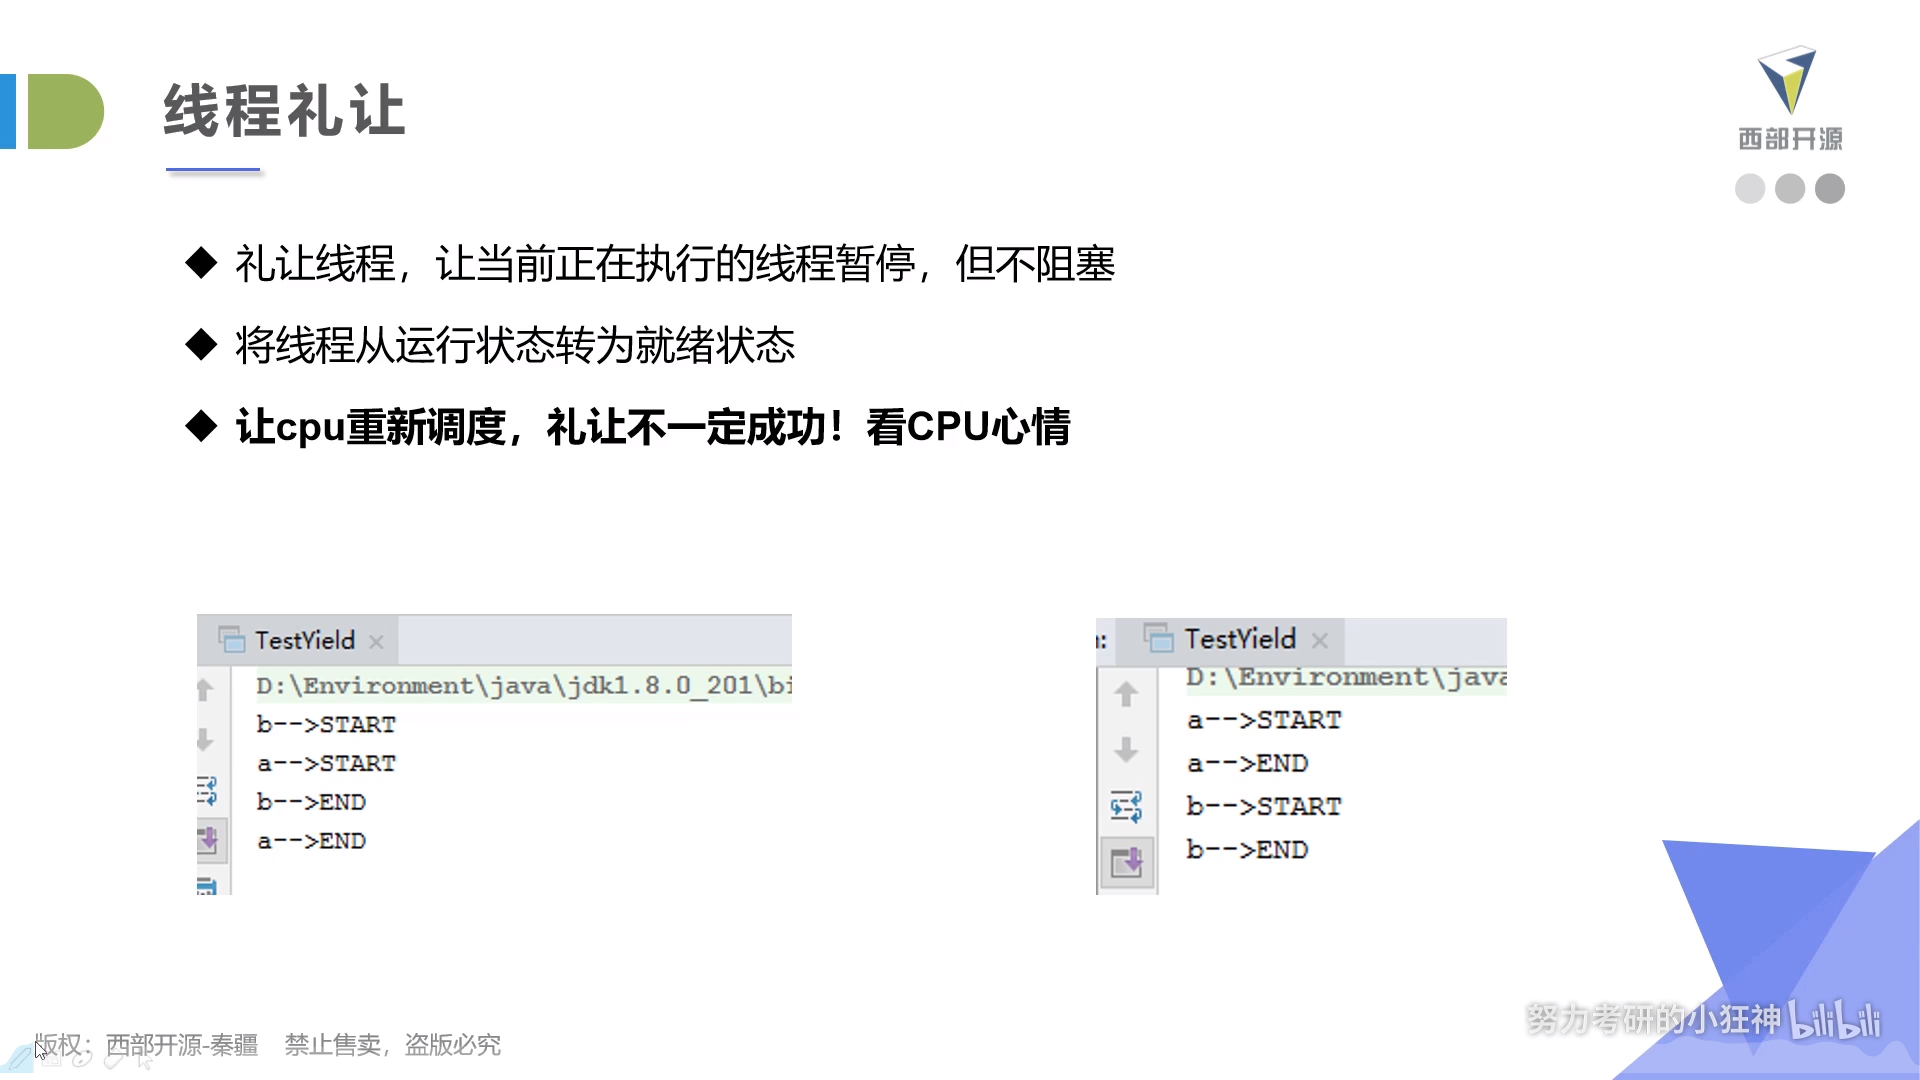 线程礼让
西部开源
礼让线程，让当前正在执行的线程暂停，但不阻塞
将线程从运行状态转为就绪状态
让cpu重新调度，礼让不一定成功！看CPU心情
TestYield
D:\Environment\java\jdk1.8.0_201\bi
b-->START
a-->START
b-->END
a-->END
TestYield
D:\Environment\java
a-->START
a-->END
b-->START
b-->END
努力考研的小狂神 bilibili
版权：西部开源-秦疆 禁止售卖，盗版必究